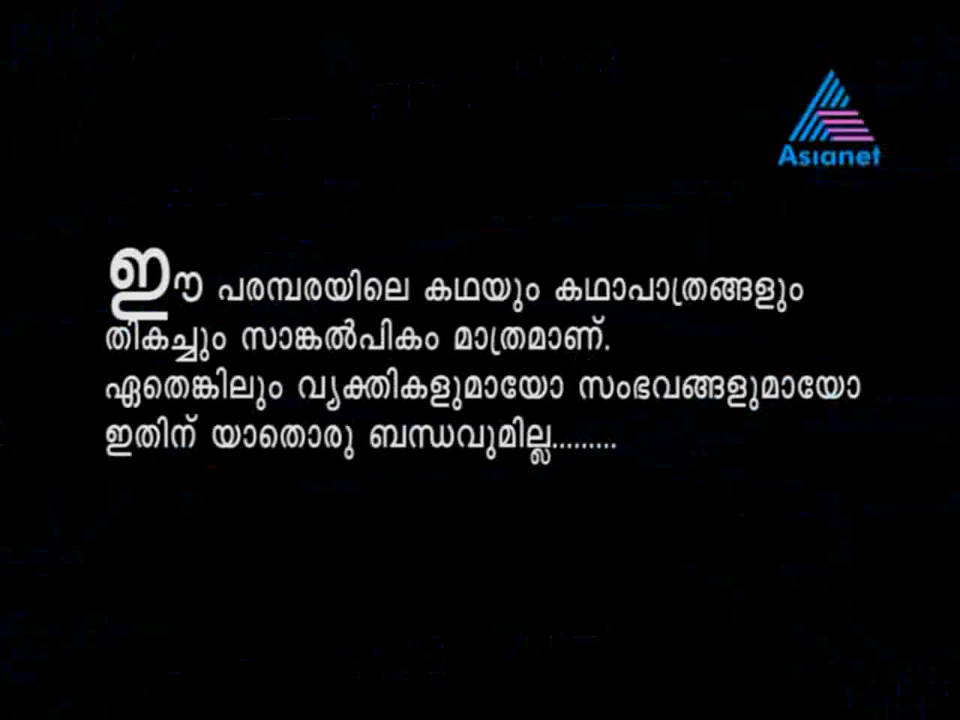 Asianet
ഈ പരമ്പരയിലെ കഥയും കഥാപാത്രങ്ങളും
തികച്ചും സാങ്കൽപികം മാത്രമാണ്.
ഏതെങ്കിലും വ്യക്തികളുമായോ സംഭവങ്ങളുമായോ
ഇതിന് യാതൊരു ബന്ധവുമില്ല.........